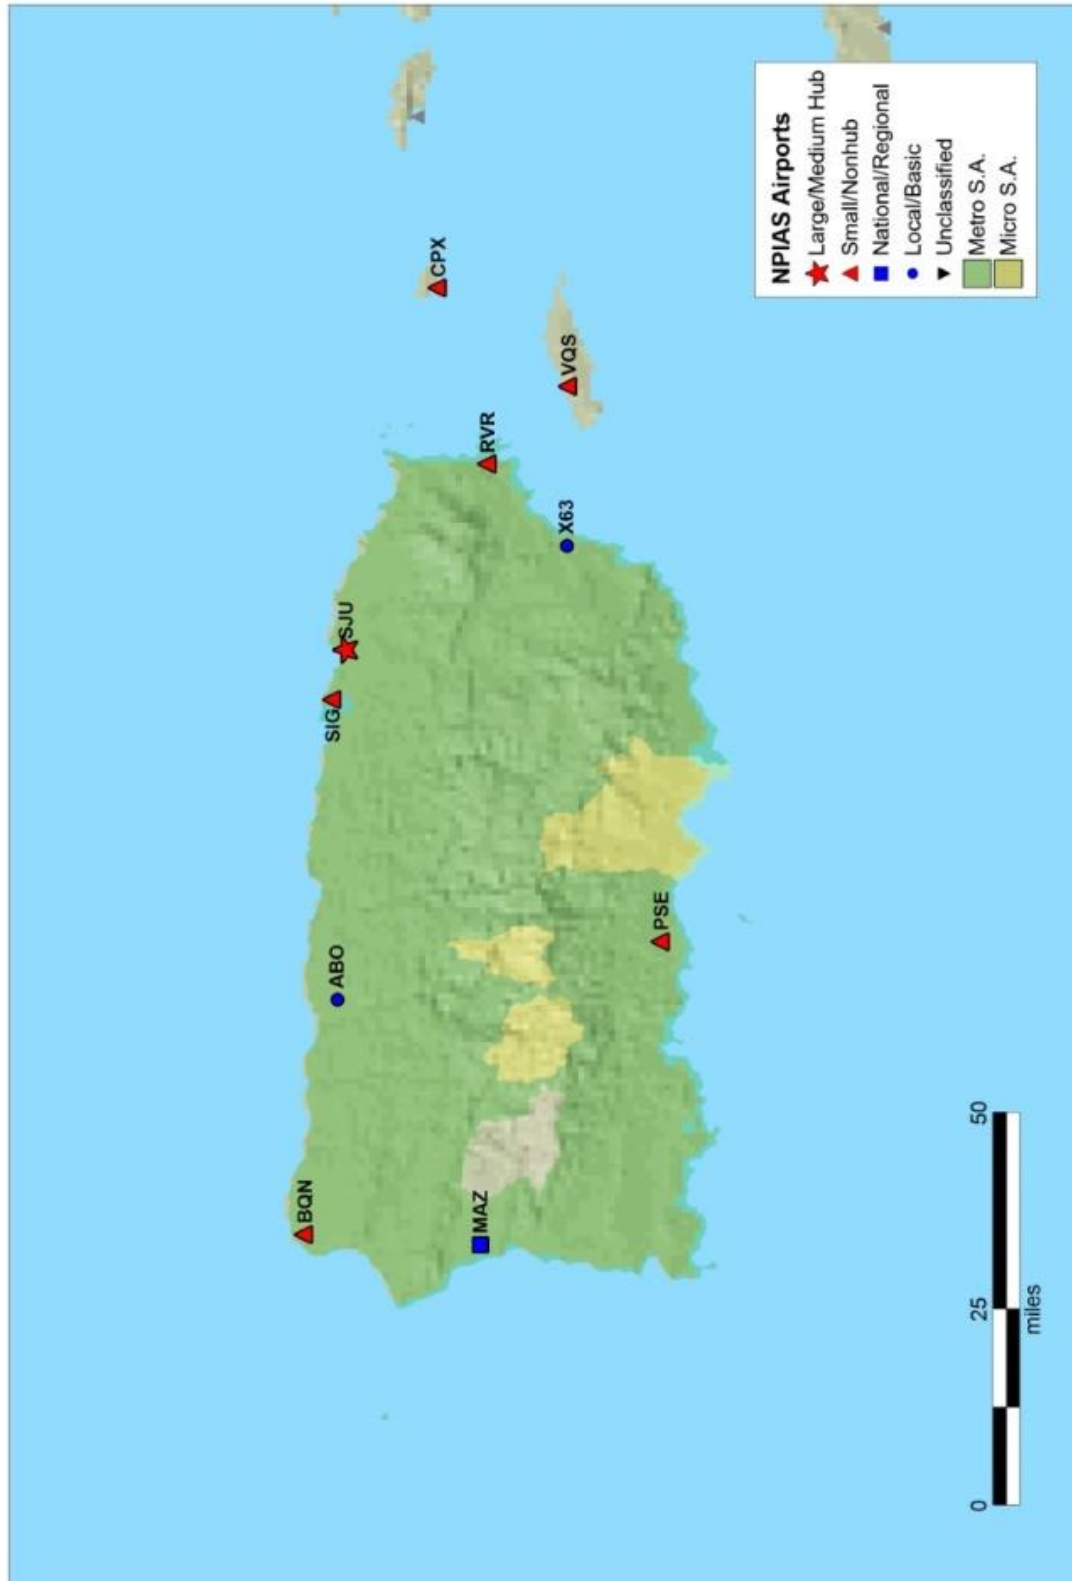 CPX
VQS
RVR
X63
SJU
SIG
ABO
PSE
BQN
MAZ
NPIAS Airports
Large/Medium Hub
Small/Nonhub
National/Regional
Local/Basic
Unclassified
Metro S.A.
Micro S.A.
0 25 50
miles